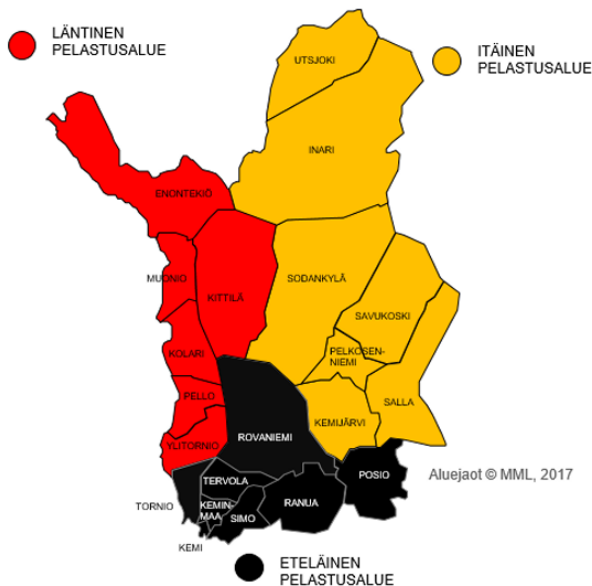 LÄNTINEN
PELASTUSALUE
ITÄINEN
PELASTUSALUE
UTSJOKI
INARI
ENONTEKIÖ
MUONIO
KITTILÄ
SODANKYLÄ
SAVUKOSKI
KOLARI
PELKOSEN-
NIEMI
PELLO
SALLA
KEMIJÄRVI
YLITORNIO
ROVANIEMI
POSIO
Aluejaot © MML, 2017
TERVOLA
TORNIO
KEMIN-
MAA
SIMO
RANUA
KEMI
ETELÄINEN
PELASTUSALUE